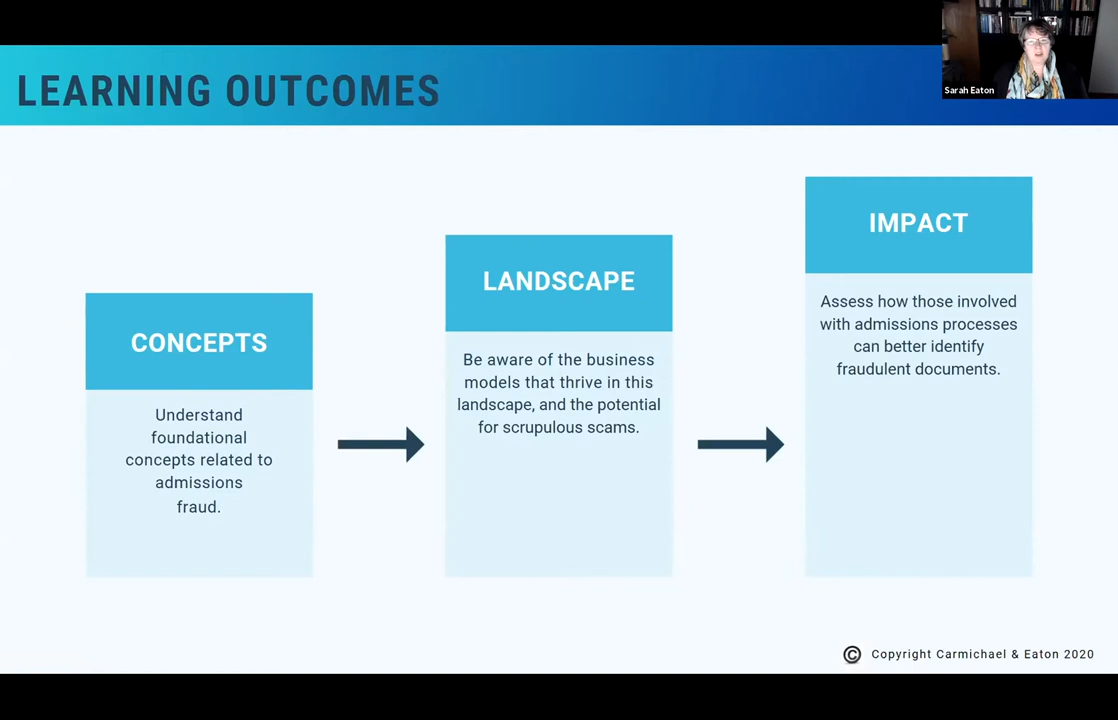 LEARNING OUTCOMES
Sarah Eaton
CONCEPTS
Understand
foundational
concepts related to
admissions
fraud.
LANDSCAPE
Be aware of the business
models that thrive in this
landscape, and the potential
for scrupulous scams.
IMPACT
Assess how those involved
with admissions processes
can better identify
fraudulent documents.
© Copyright Carmichael & Eaton 2020